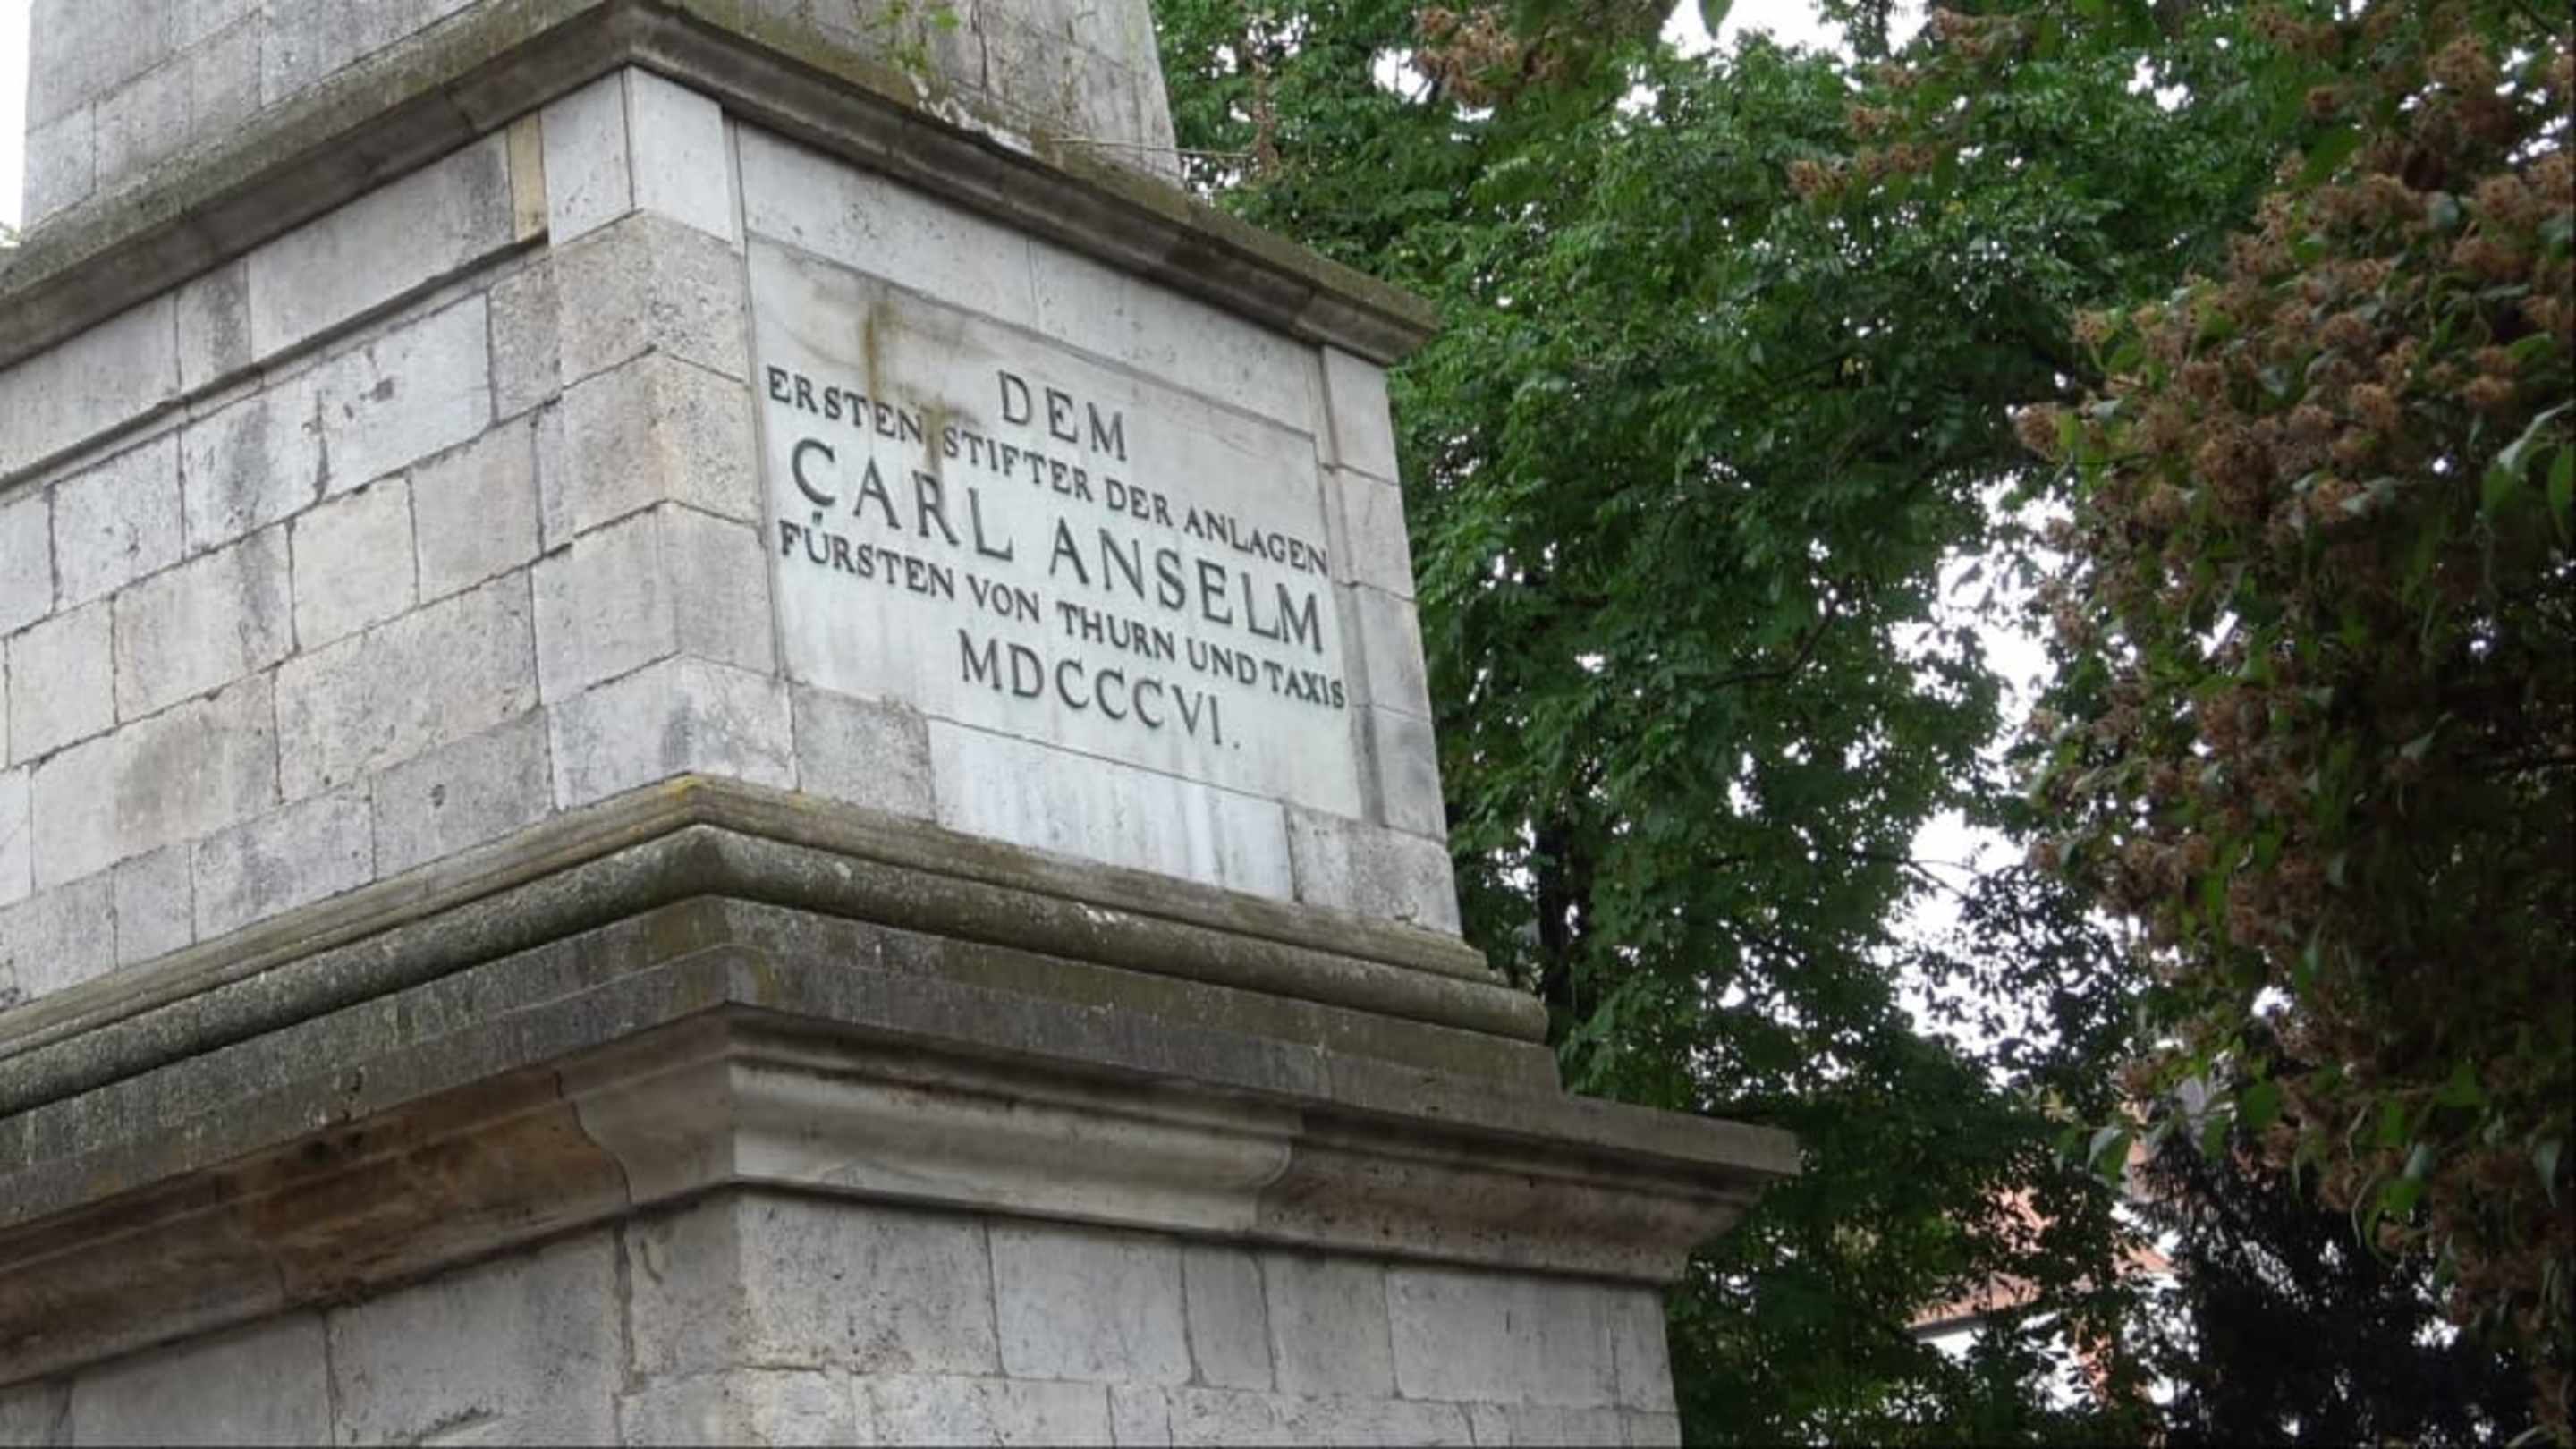 DEM
ERSTEN STIFTER DER ANLAGEN
CARL ANSELM
FÜRSTEN VON THURN UND TAXIS
MDCCCVI.